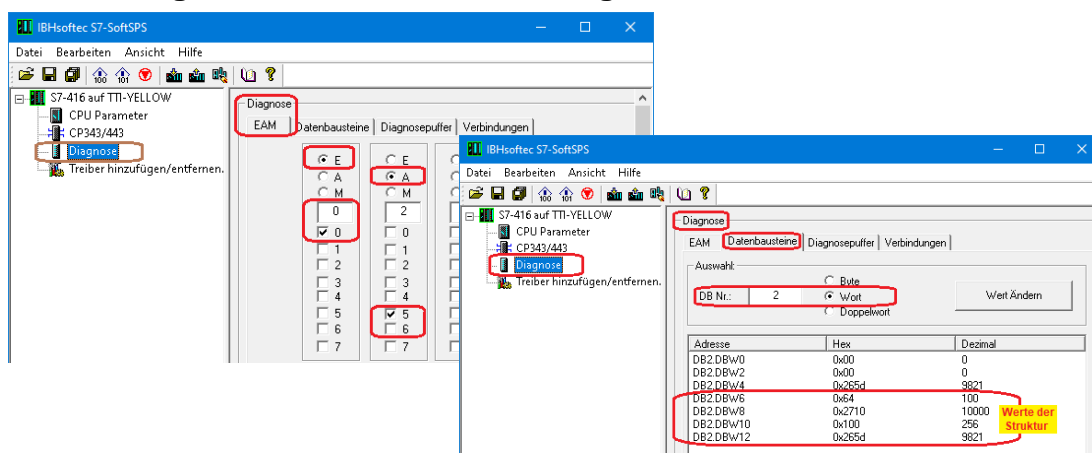 IBHsoftec S7-SoftSPS
Datei Bearbeiten Ansicht Hilfe
100 101
S7-416 auf TTI-YELLOW
CPU Parameter
CP343/443
Diagnose
Treiber hinzufügen/entfernen.
Diagnose
EAM Datenbausteine Diagnosepuffer Verbindungen
E E
A A
M M
0 2
0 0
1 1
2 2
3 3
4 4
5 5
6 6
7 7
IBHsoftec S7-SoftSPS
Datei Bearbeiten Ansicht Hilfe
100 101
S7-416 auf TTI-YELLOW
CPU Parameter
CP343/443
Diagnose
Treiber hinzufügen/entfernen.
Diagnose
EAM Datenbausteine Diagnosepuffer Verbindungen
Auswahl:
DB Nr.: 2
Byte
Wort
Doppelwort
Wert Ändern
Adresse Hex Dezimal
DB2.DBW0 0x00 0
DB2.DBW2 0x00 0
DB2.DBW4 0x265d 9821
DB2.DBW6 0x64 100
DB2.DBW8 0x2710 10000
DB2.DBW10 0x100 256
DB2.DBW12 0x265d 9821
Werte der
Struktur